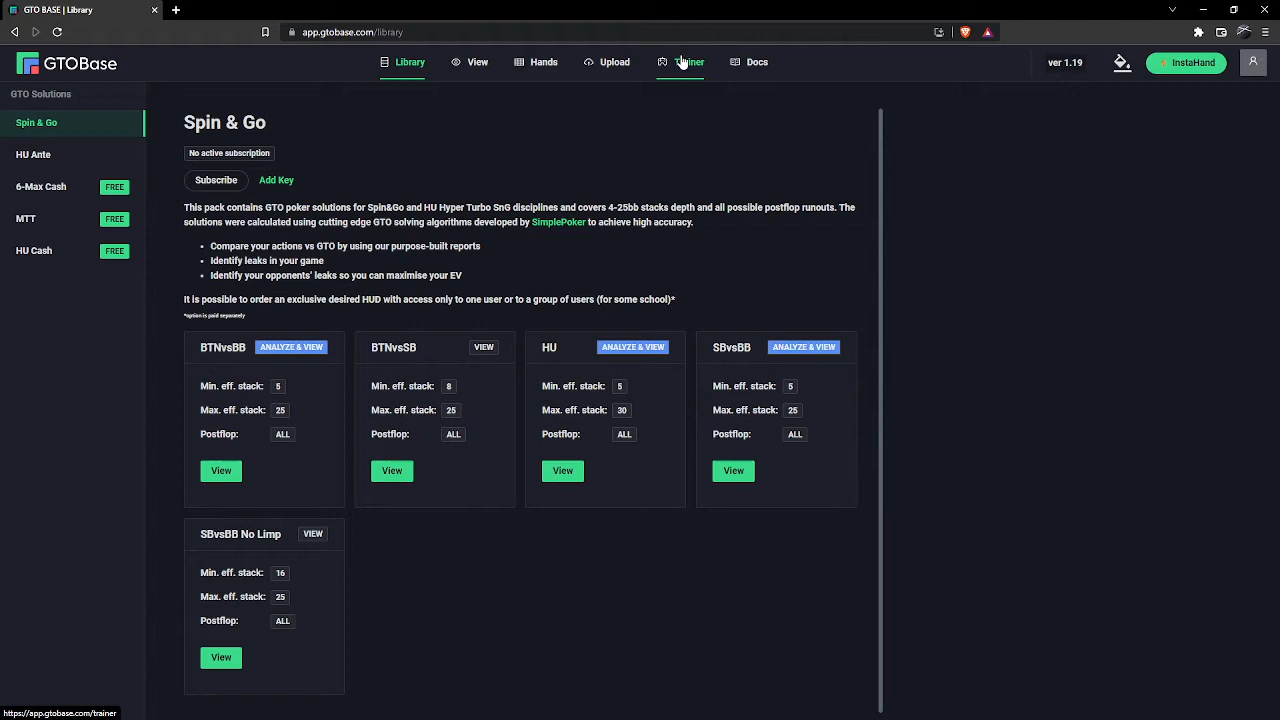 GTO BASE | Library
app.gtobase.com/library
GTOBase
Library
View
Hands
Upload
Trainer
Docs
ver 1.19
InstaHand
GTO Solutions
Spin & Go
HU Ante
6-Max Cash FREE
MTT FREE
HU Cash FREE
Spin & Go
No active subscription
Subscribe
Add Key
This pack contains GTO poker solutions for Spin&Go and HU Hyper Turbo SnG disciplines and covers 4-25bb stacks depth and all possible postflop runouts. The
solutions were calculated using cutting edge GTO solving algorithms developed by SimplePoker to achieve high accuracy.
• Compare your actions vs GTO by using our purpose-built reports
• Identify leaks in your game
• Identify your opponents' leaks so you can maximise your EV
It is possible to order an exclusive desired HUD with access only to one user or to a group of users (for some school)*
*option is paid separately
BTNvsBB ANALYZE & VIEW
Min. eff. stack: 5
Max. eff. stack: 25
Postflop: ALL
View
BTNvsSB VIEW
Min. eff. stack: 8
Max. eff. stack: 25
Postflop: ALL
View
HU ANALYZE & VIEW
Min. eff. stack: 5
Max. eff. stack: 30
Postflop: ALL
View
SBvsBB ANALYZE & VIEW
Min. eff. stack: 5
Max. eff. stack: 25
Postflop: ALL
View
SBvsBB No Limp VIEW
Min. eff. stack: 16
Max. eff. stack: 25
Postflop: ALL
View
https://app.gtobase.com/trainer